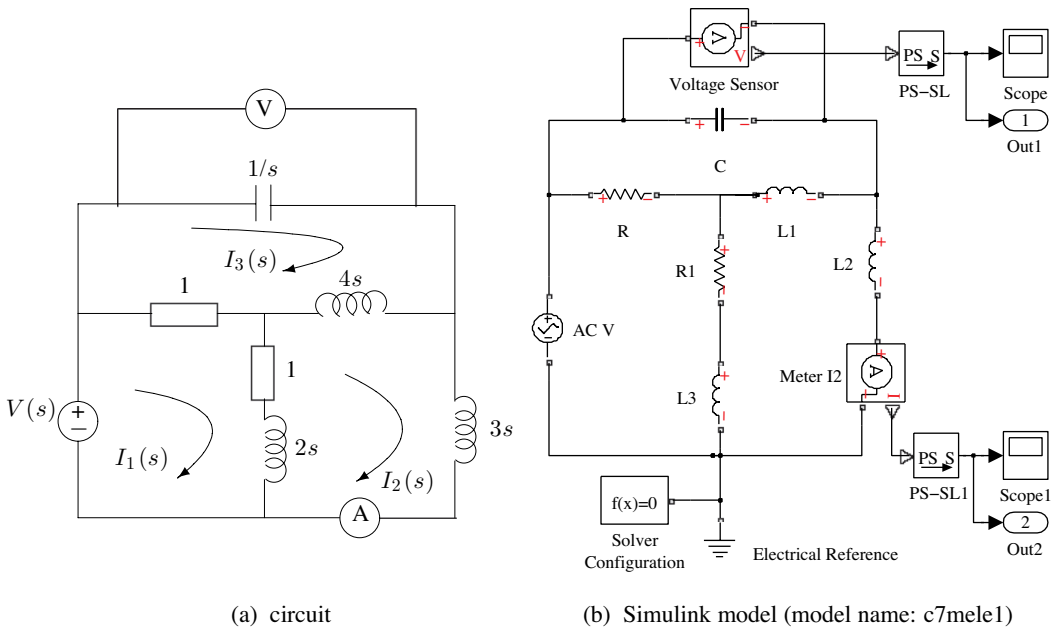 V
1/s
I3(s)
1
4s
1
V(s)
+
−
I1(s)
2s
I2(s)
3s
A
(a) circuit
V
+
−
V
Voltage Sensor
PS S
PS−SL
Scope
1
Out1
+
−
C
+
−
R
+
−
L1
+
−
R1
+
−
L2
AC V
+
−
L3
Meter I2
+
A
+
I
PS S
PS−SL1
Scope1
2
Out2
f(x)=0
Solver
Configuration
Electrical Reference
(b) Simulink model (model name: c7mele1)